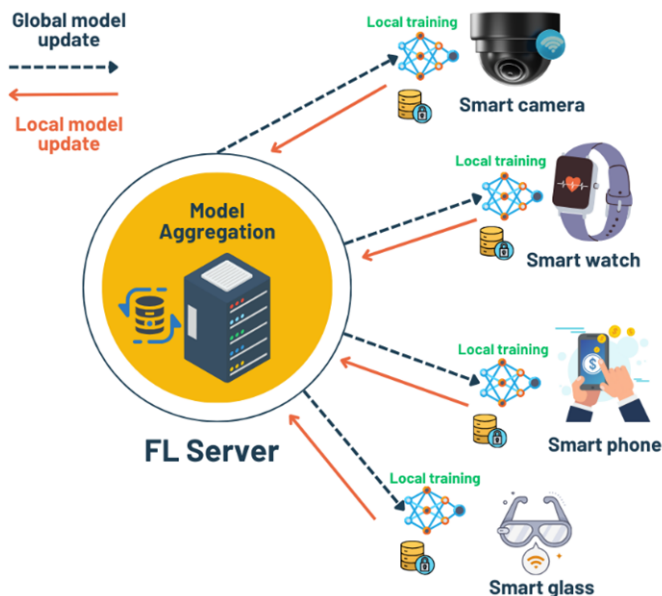 Global model
update
Local model
update
Local training
Smart camera
Local training
Smart watch
Model
Aggregation
FL Server
Local training
$
Smart phone
Local training
Smart glass